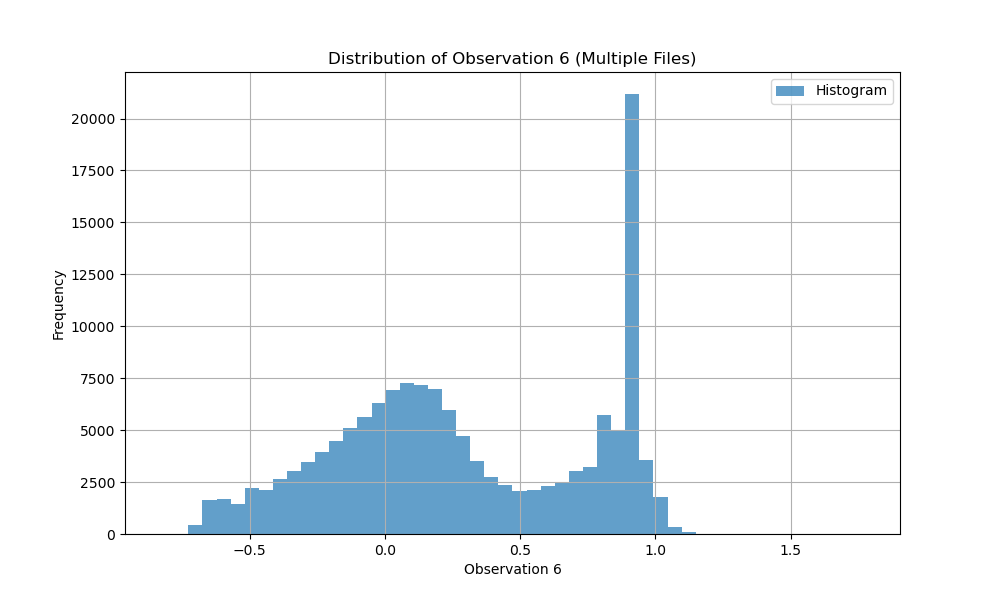 Distribution of Observation 6 (Multiple Files)
Histogram
20000
17500
15000
12500
10000
7500
5000
2500
0
Frequency
−0.5 0.0 0.5 1.0 1.5
Observation 6